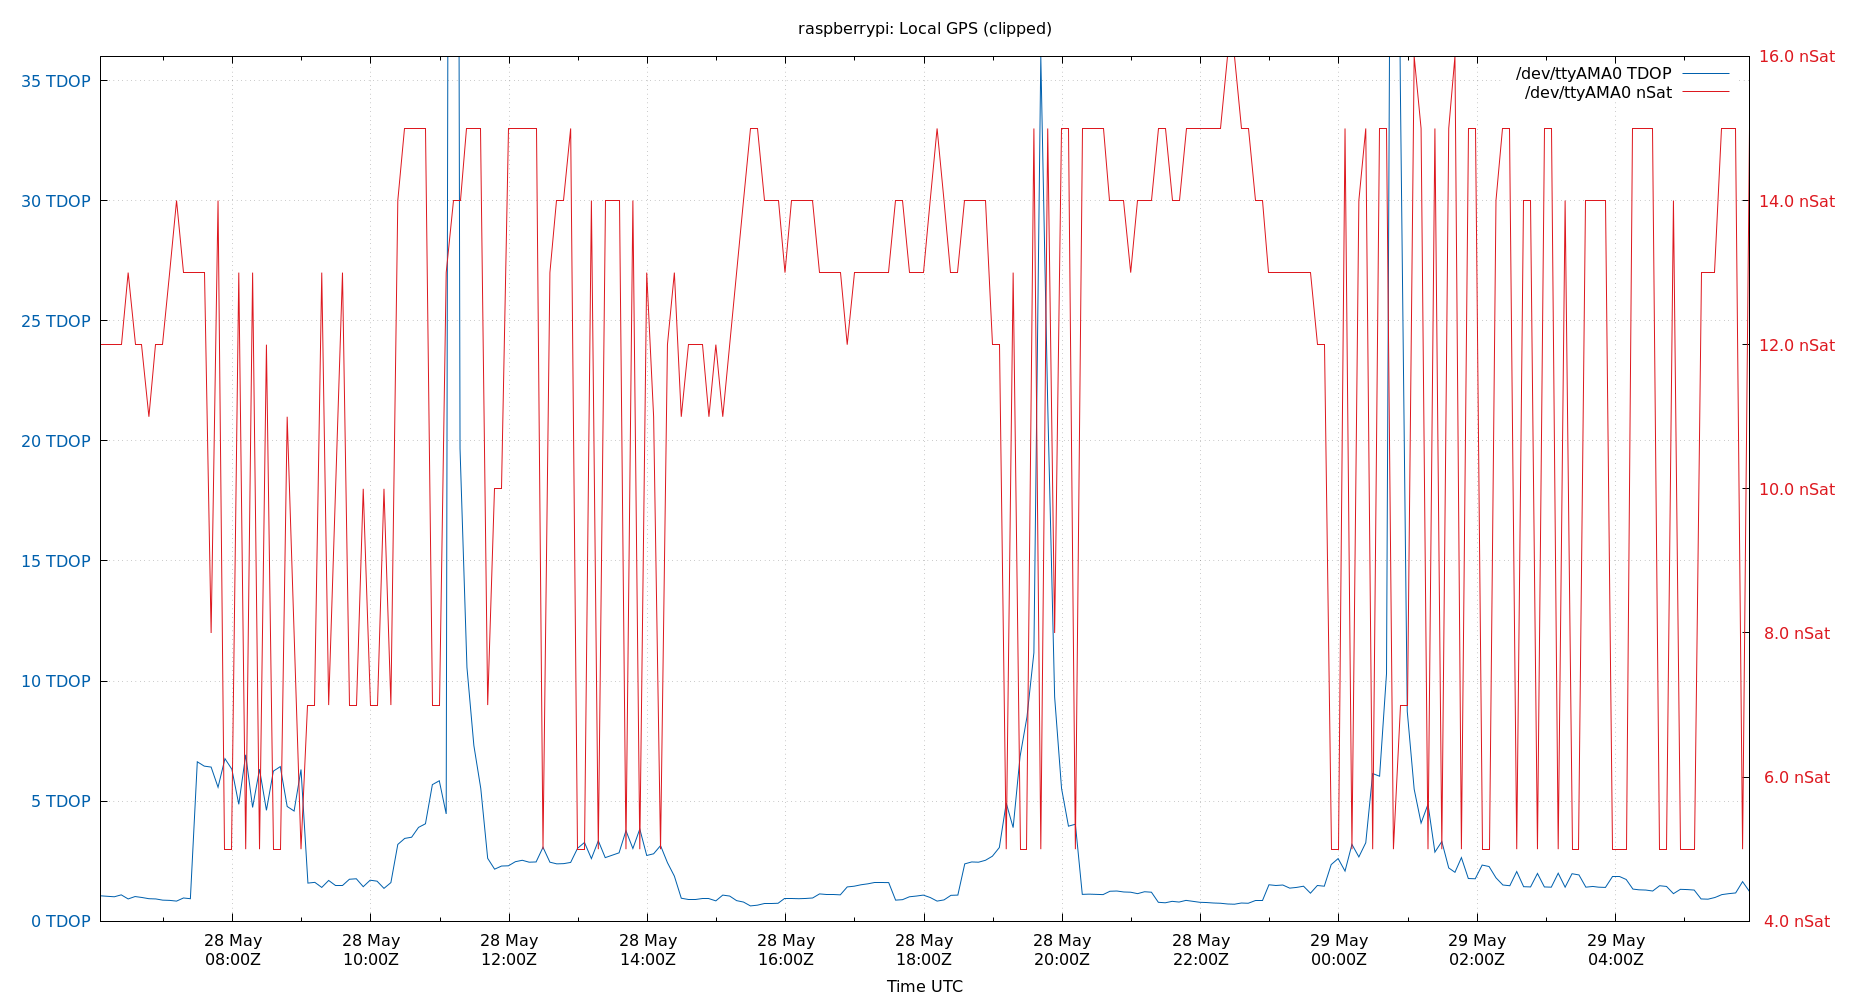 raspberrypi: Local GPS (clipped)
/dev/ttyAMA0 TDOP
/dev/ttyAMA0 nSat
35 TDOP
30 TDOP
25 TDOP
20 TDOP
15 TDOP
10 TDOP
5 TDOP
0 TDOP
16.0 nSat
14.0 nSat
12.0 nSat
10.0 nSat
8.0 nSat
6.0 nSat
4.0 nSat
28 May
08:00Z
28 May
10:00Z
28 May
12:00Z
28 May
14:00Z
28 May
16:00Z
28 May
18:00Z
28 May
20:00Z
28 May
22:00Z
29 May
00:00Z
29 May
02:00Z
29 May
04:00Z
Time UTC